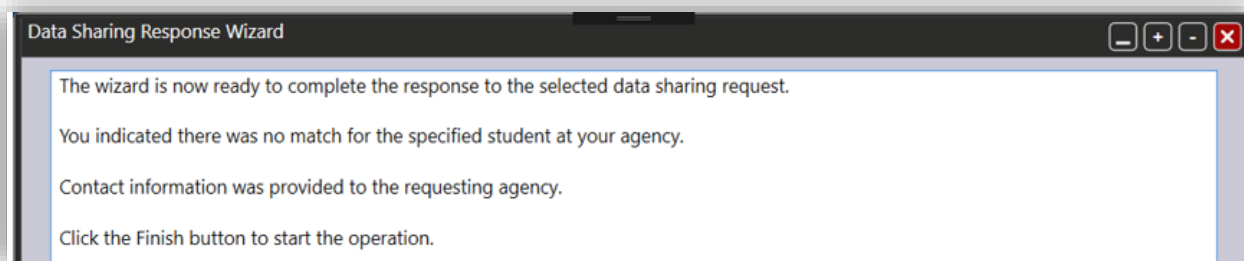 Data Sharing Response Wizard
The wizard is now ready to complete the response to the selected data sharing request.
You indicated there was no match for the specified student at your agency.
Contact information was provided to the requesting agency.
Click the Finish button to start the operation.